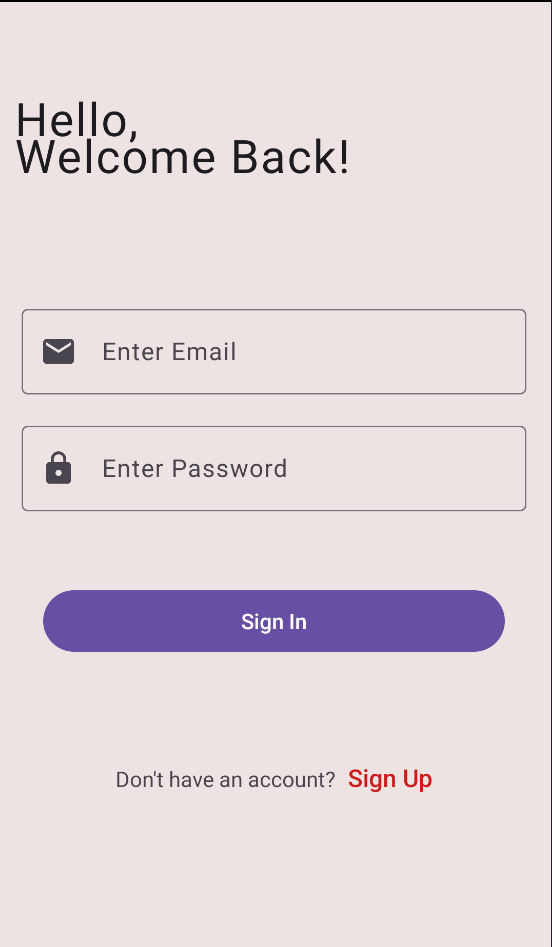 Hello,
Welcome Back!
Enter Email
Enter Password
Sign In
Don't have an account? Sign Up